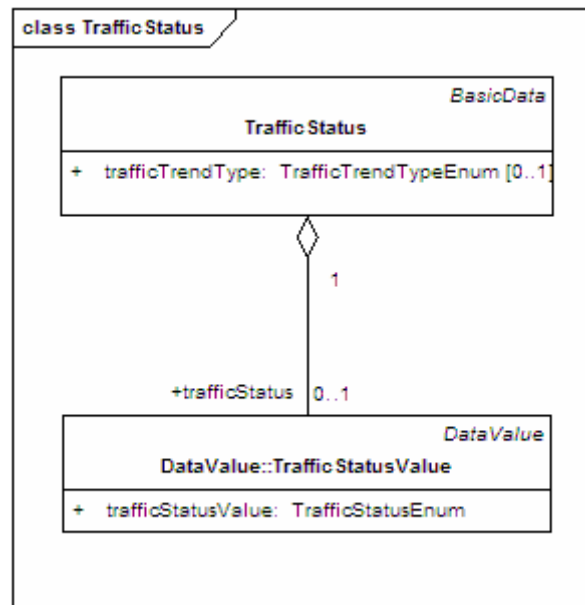 class Traffic Status
BasicData
Traffic Status
+ trafficTrendType: TrafficTrendTypeEnum [0..1]
1
+trafficStatus 0..1
DataValue
DataValue::Traffic StatusValue
+ trafficStatusValue: TrafficStatusEnum